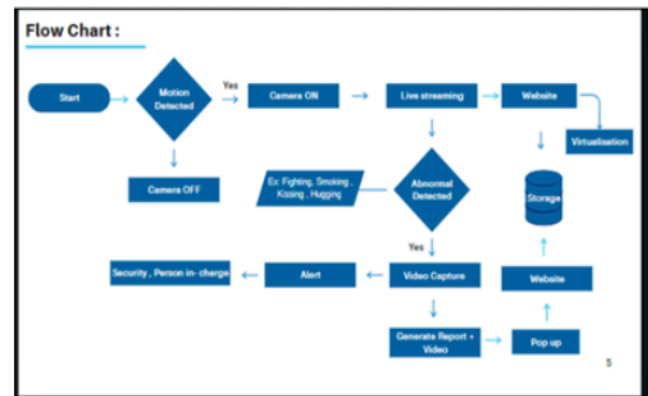 Flow Chart :
Start
Motion
Detected
Yes
Camera ON
Live streaming
Website
Virtualisation
Camera OFF
Ex: Fighting, Smoking ,
Kissing , Hugging
Abnormal
Detected
Storage
Yes
Security , Person in- charge
Alert
Video Capture
Website
Generate Report +
Video
Pop up
5